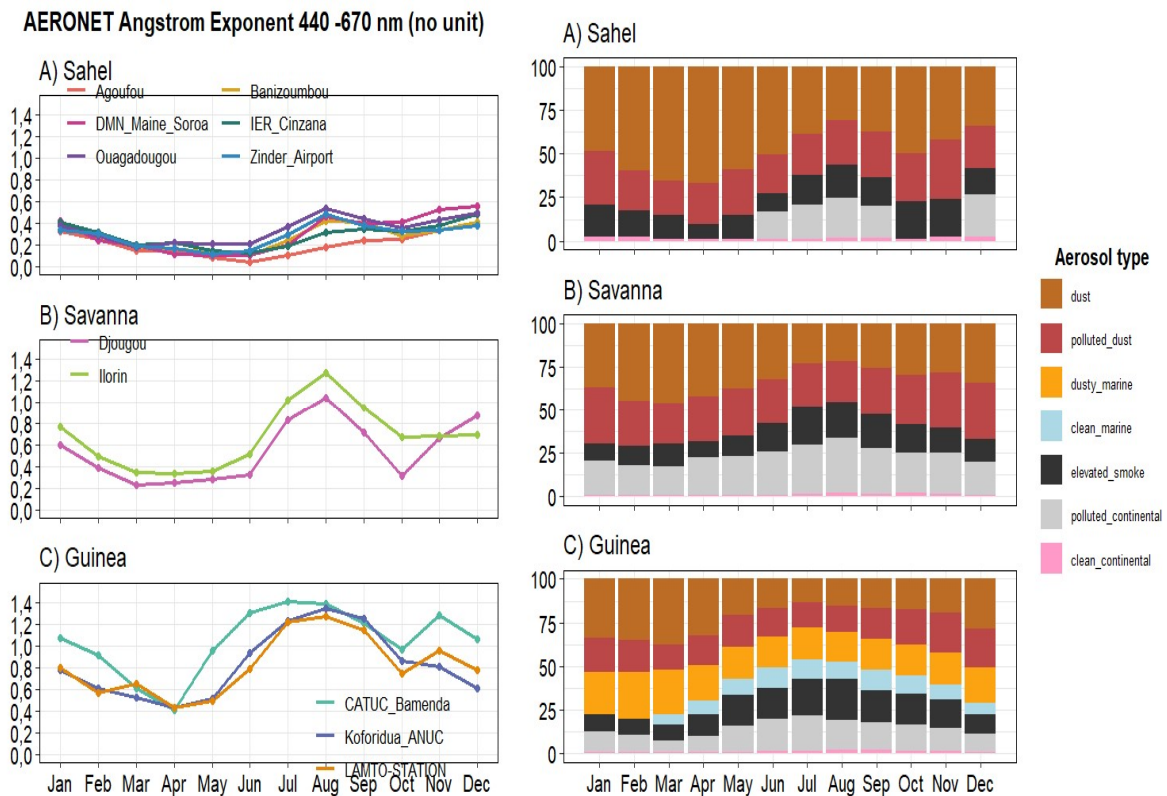 AERONET Angstrom Exponent 440 -670 nm (no unit)
A) Sahel
Agoufou
Banizoumbou
DMN_Maine_Soroa
IER_Cinzana
Ouagadougou
Zinder_Airport
1,4
1,2
1,0
0,8
0,6
0,4
0,2
0,0
B) Savanna
Djougou
Ilorin
1,4
1,2
1,0
0,8
0,6
0,4
0,2
0,0
C) Guinea
1,4
1,2
1,0
0,8
0,6
0,4
0,2
0,0
CATUC_Bamenda
Koforidua_ANUC
LAMTO-STATION
Jan Feb Mar Apr May Jun Jul Aug Sep Oct Nov Dec
A) Sahel
100
75
50
25
0
B) Savanna
100
75
50
25
0
C) Guinea
100
75
50
25
0
Jan Feb Mar Apr May Jun Jul Aug Sep Oct Nov Dec
Aerosol type
dust
polluted_dust
dusty_marine
clean_marine
elevated_smoke
polluted_continental
clean_continental